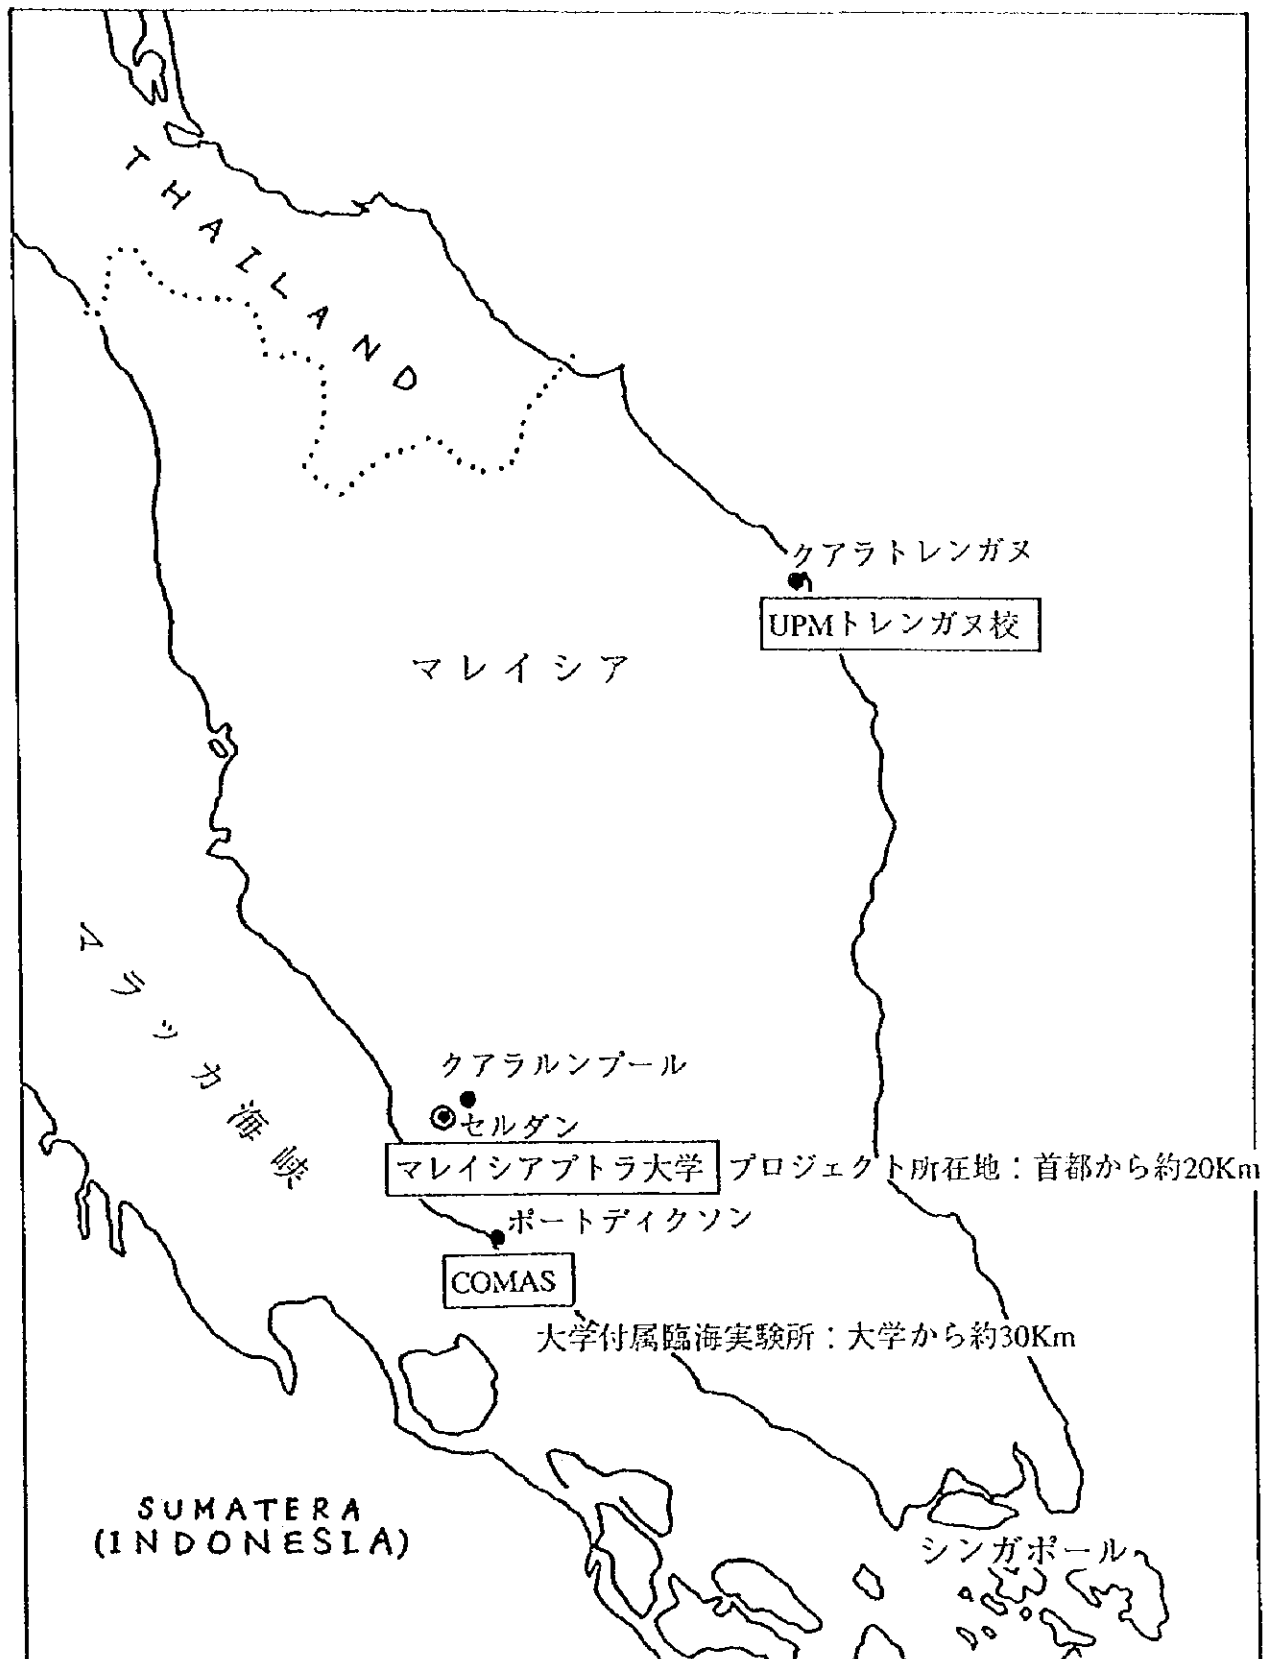 THAILAND
クアラトレンガヌ
UPMトレンガヌ校
マレイシア
マラッカ海峡
クアラルンプール
セルダン
マレイシアプトラ大学 プロジェクト所在地:首都から約20Km
ポートディクソン
COMAS
大学付属臨海実験所:大学から約30Km
SUMATERA
(INDONESIA)
シンガポール